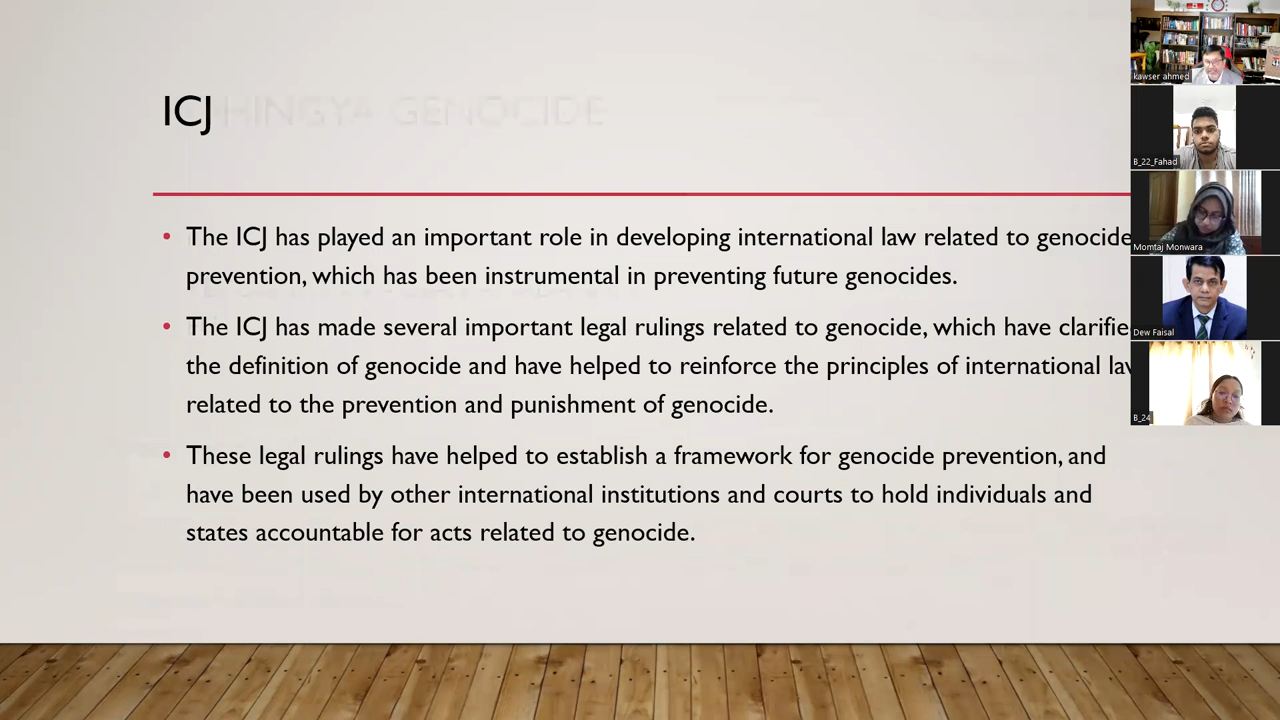 ICJ
HINGYA GENOCIDE
• The ICJ has played an important role in developing international law related to genocide
prevention, which has been instrumental in preventing future genocides.
• The ICJ has made several important legal rulings related to genocide, which have clarifie
the definition of genocide and have helped to reinforce the principles of international law
related to the prevention and punishment of genocide.
• These legal rulings have helped to establish a framework for genocide prevention, and
have been used by other international institutions and courts to hold individuals and
states accountable for acts related to genocide.
kawser ahmed
B_22_Fahad
Momtaj Monwara
Dew Faisal
B_24